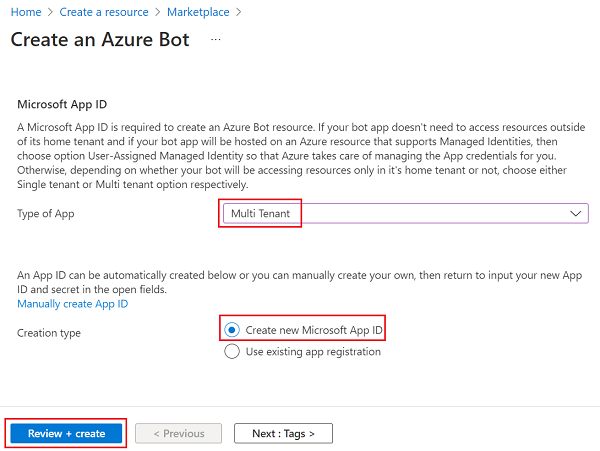 Home > Create a resource > Marketplace >
Create an Azure Bot ...
Microsoft App ID
A Microsoft App ID is required to create an Azure Bot resource. If your bot app doesn't need to access resources outside
of its home tenant and if your bot app will be hosted on an Azure resource that supports Managed Identities, then
choose option User-Assigned Managed Identity so that Azure takes care of managing the App credentials for you.
Otherwise, depending on whether your bot will be accessing resources only in it's home tenant or not, choose either
Single tenant or Multi tenant option respectively.
Type of App Multi Tenant
An App ID can be automatically created below or you can manually create your own, then return to input your new App
ID and secret in the open fields.
Manually create App ID
Creation type Create new Microsoft App ID
Use existing app registration
Review + create < Previous Next : Tags >